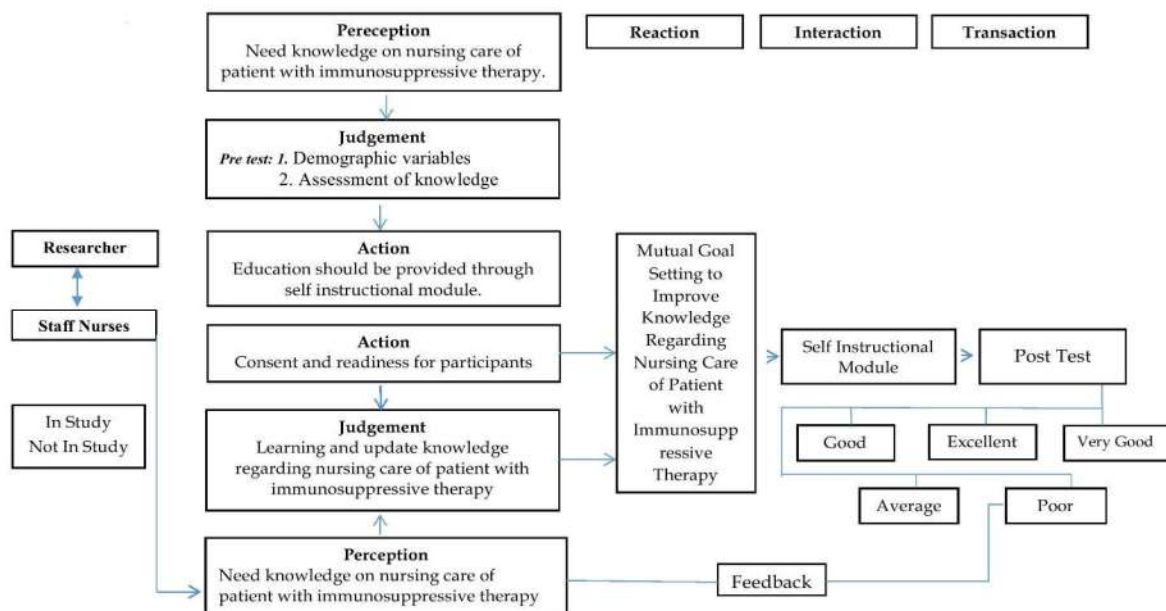 Pereception
Need knowledge on nursing care of
patient with immunosuppressive therapy.
Reaction
Interaction
Transaction
Judgement
Pre test: 1. Demographic variables
2. Assessment of knowledge
Researcher
Staff Nurses
In Study
Not In Study
Action
Education should be provided through
self instructional module.
Action
Consent and readiness for participants
Judgement
Learning and update knowledge
regarding nursing care of patient with
immunosuppressive therapy
Perception
Need knowledge on nursing care of
patient with immunosuppressive therapy
Mutual Goal
Setting to
Improve
Knowledge
Regarding
Nursing Care
of Patient
with
Immunosupp
ressive
Therapy
Self Instructional
Module
Post Test
Good
Excellent
Very Good
Average
Poor
Feedback